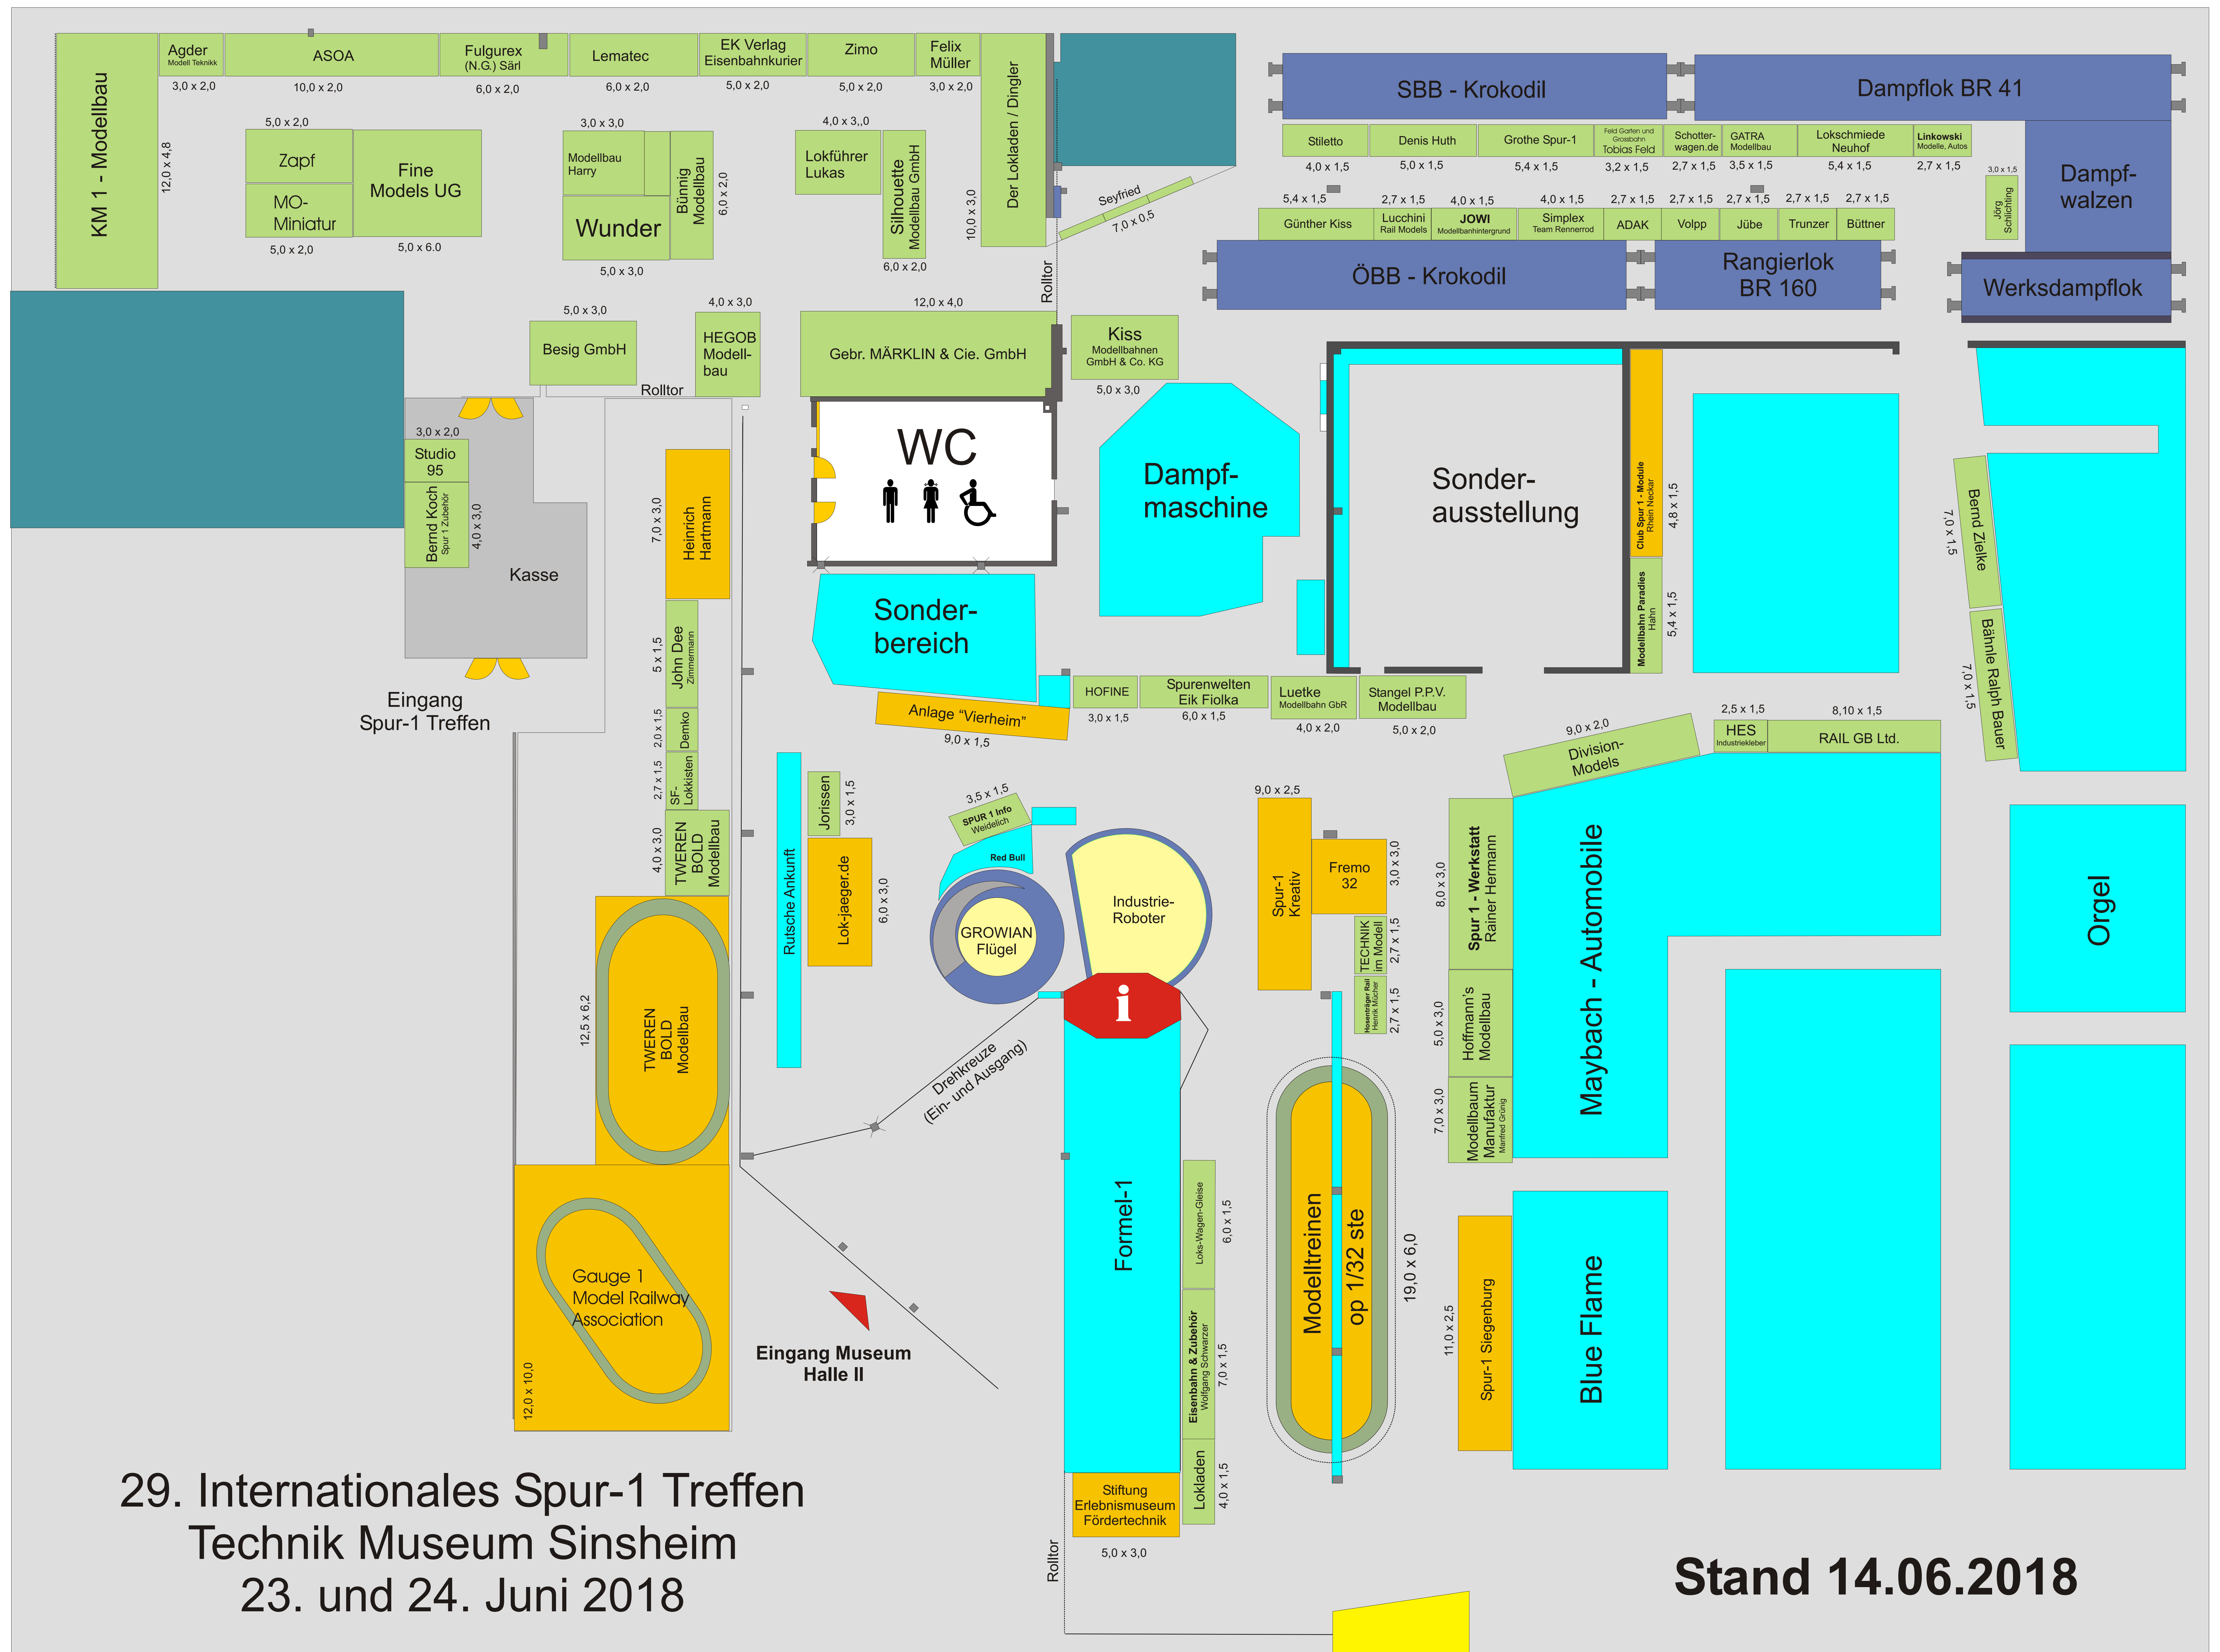 KM 1 - Modellbau
12,0 x 4,8
Agder
Modell Teknikk
3,0 x 2,0
ASOA
10,0 x 2,0
Fulgurex
(N.G.) Särl
6,0 x 2,0
Lematec
6,0 x 2,0
EK Verlag
Eisenbahnkurier
5,0 x 2,0
Zimo
5,0 x 2,0
Felix
Müller
3,0 x 2,0
Der Lokladen / Dingler
10,0 x 3,0
5,0 x 2,0
Zapf
MO-
Miniatur
5,0 x 2,0
Fine
Models UG
5,0 x 6.0
3,0 x 3,0
Modellbau
Harry
Wunder
5,0 x 3,0
Bünnig
Modellbau
6,0 x 2,0
4,0 x 3,,0
Lokführer
Lukas
Silhouette
Modellbau GmbH
6,0 x 2,0
Seyfried
7,0 x 0,5
Rolltor
SBB - Krokodil
Dampflok BR 41
Stiletto
4,0 x 1,5
Denis Huth
5,0 x 1,5
Grothe Spur-1
5,4 x 1,5
Feld Garten und
Grossbahn
Tobias Feld
3,2 x 1,5
Schotter-
wagen.de
2,7 x 1,5
GATRA
Modellbau
3,5 x 1,5
Lokschmiede
Neuhof
5,4 x 1,5
Linkowski
Modelle, Autos
2,7 x 1,5
3,0 x 1,5
Jörg
Schlichting
Dampf-
walzen
5,4 x 1,5
Günther Kiss
2,7 x 1,5
Lucchini
Rail Models
4,0 x 1,5
JOWI
Modellbanhintergrund
4,0 x 1,5
Simplex
Team Rennerrod
2,7 x 1,5
ADAK
2,7 x 1,5
Volpp
2,7 x 1,5
Jübe
2,7 x 1,5
Trunzer
2,7 x 1,5
Büttner
ÖBB - Krokodil
Rangierlok
BR 160
Werksdampflok
5,0 x 3,0
Besig GmbH
4,0 x 3,0
HEGOB
Modell-
bau
Rolltor
12,0 x 4,0
Gebr. MÄRKLIN & Cie. GmbH
Kiss
Modellbahnen
GmbH & Co. KG
5,0 x 3,0
3,0 x 2,0
Studio
95
Bernd Koch
Spur 1 Zubehör
4,0 x 3,0
Kasse
Eingang
Spur-1 Treffen
7,0 x 3,0
Heinrich
Hartmann
WC
Dampf-
maschine
Sonder-
ausstellung
Club Spur 1 - Module
Rhein Neckar
4,8 x 1,5
Modellbahn Paradies
Hahn
5,4 x 1,5
Bernd Zielke
7,0 x 1,5
Bähnle Ralph Bauer
7,0 x 1,5
Sonder-
bereich
Anlage “Vierheim”
9,0 x 1,5
5 x 1,5
John Dee
Zimmermann
2,0 x 1,5
Demko
2,7 x 1,5
SF-
Lokkisten
4,0 x 3,0
TWEREN
BOLD
Modellbau
HOFINE
3,0 x 1,5
Spurenwelten
Eik Fiolka
6,0 x 1,5
Luetke
Modellbahn GbR
4,0 x 2,0
Stangel P.P.V.
Modellbau
5,0 x 2,0
9,0 x 2,0
Division-
Models
2,5 x 1,5
HES
Industriekleber
8,10 x 1,5
RAIL GB Ltd.
Rutsche Ankunft
Jorissen
3,0 x 1,5
Lok-jaeger.de
6,0 x 3,0
3,5 x 1,5
SPUR 1 Info
Weidelich
Red Bull
GROWIAN
Flügel
Industrie-
Roboter
i
9,0 x 2,5
Spur-1
Kreativ
Fremo
32
3,0 x 3,0
TECHNIK
im Modell
2,7 x 1,5
Hosenträger Rail
Henrik Mücher
2,7 x 1,5
8,0 x 3,0
Spur 1 - Werkstatt
Rainer Hermann
5,0 x 3,0
Hoffmann's
Modellbau
7,0 x 3,0
Modellbaum
Manufaktur
Manfred Grünig
Maybach - Automobile
Orgel
12,5 x 6,2
TWEREN
BOLD
Modellbau
Drehkreuze
(Ein- und Ausgang)
Gauge 1
Model Railway
Association
12,0 x 10,0
Eingang Museum
Halle II
Formel-1
Loks-Wagen-Gleise
6,0 x 1,5
Eisenbahn & Zubehör
Wolfgang Schwarzer
7,0 x 1,5
Lokladen
4,0 x 1,5
Modelltreinen
op 1/32 ste
19,0 x 6,0
11,0 x 2,5
Spur-1 Siegenburg
Blue Flame
Stiftung
Erlebnismuseum
Fördertechnik
5,0 x 3,0
Rolltor
29. Internationales Spur-1 Treffen
Technik Museum Sinsheim
23. und 24. Juni 2018
Stand 14.06.2018